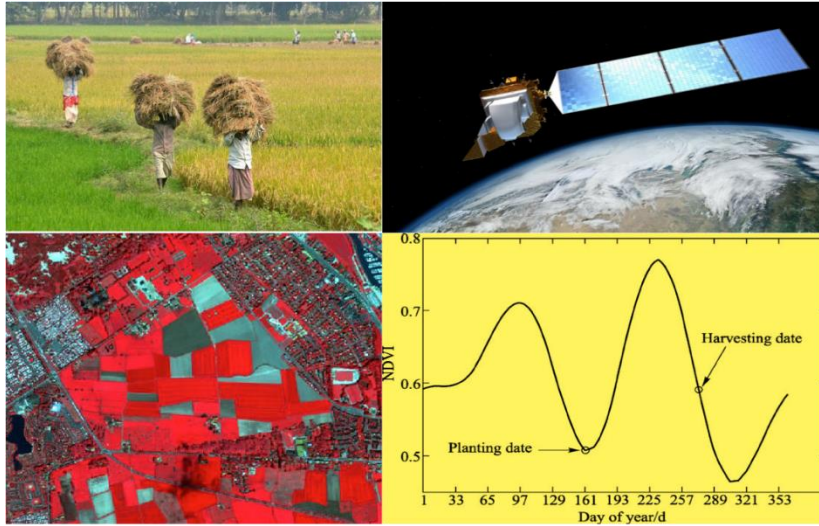 0.8
0.7
0.6
0.5
NDVI
Harvesting date
Planting date
1 33 65 97 129 161 193 225 257 289 321 353
Day of year/d